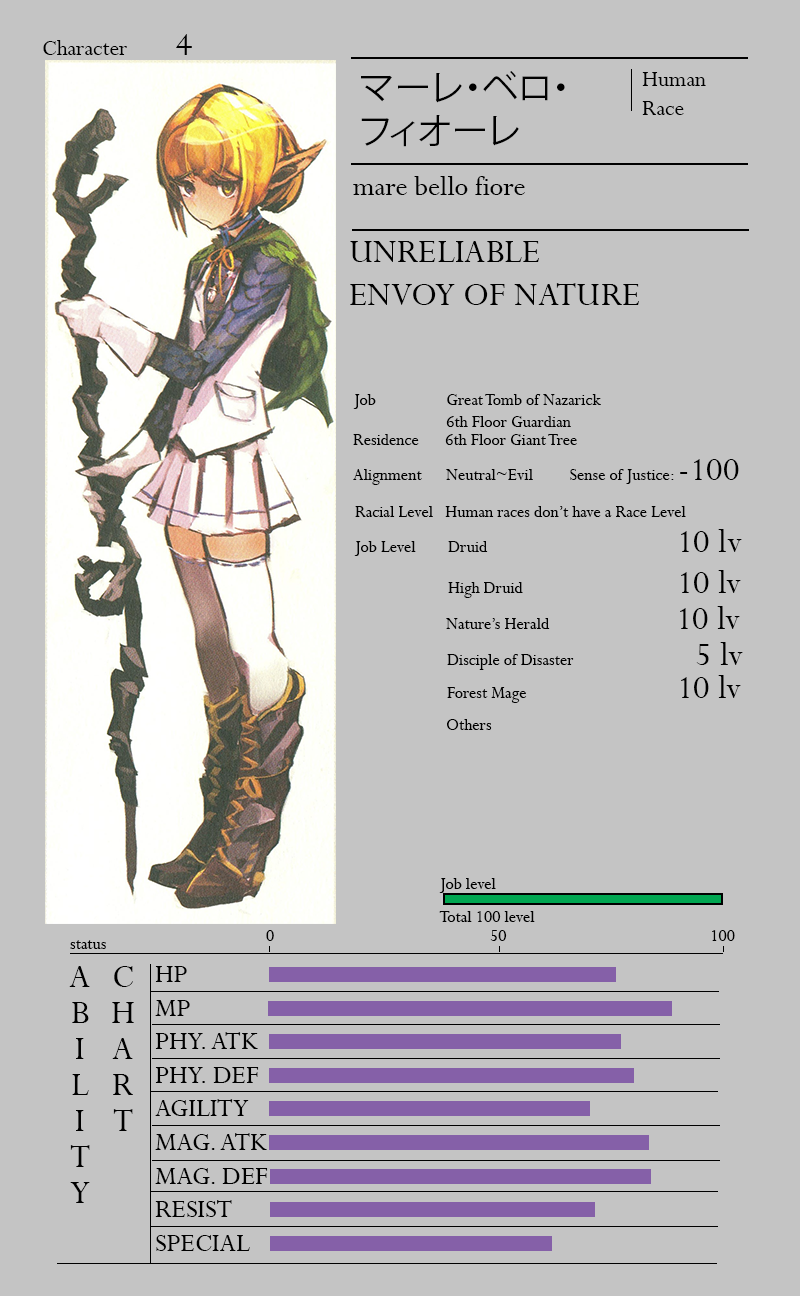 Character 4
マーレ・ベロ・
フィオーレ
Human
Race
mare bello fiore
UNRELIABLE
ENVOY OF NATURE
Job Great Tomb of Nazarick
6th Floor Guardian
Residence 6th Floor Giant Tree
Alignment Neutral~Evil Sense of Justice: -100
Racial Level Human races don't have a Race Level
Job Level Druid 10 lv
High Druid 10 lv
Nature's Herald 10 lv
Disciple of Disaster 5 lv
Forest Mage 10 lv
Others
Job level
Total 100 level
status 0 50 100
ABILITY
CHART
HP
MP
PHY. ATK
PHY. DEF
AGILITY
MAG. ATK
MAG. DEF
RESIST
SPECIAL